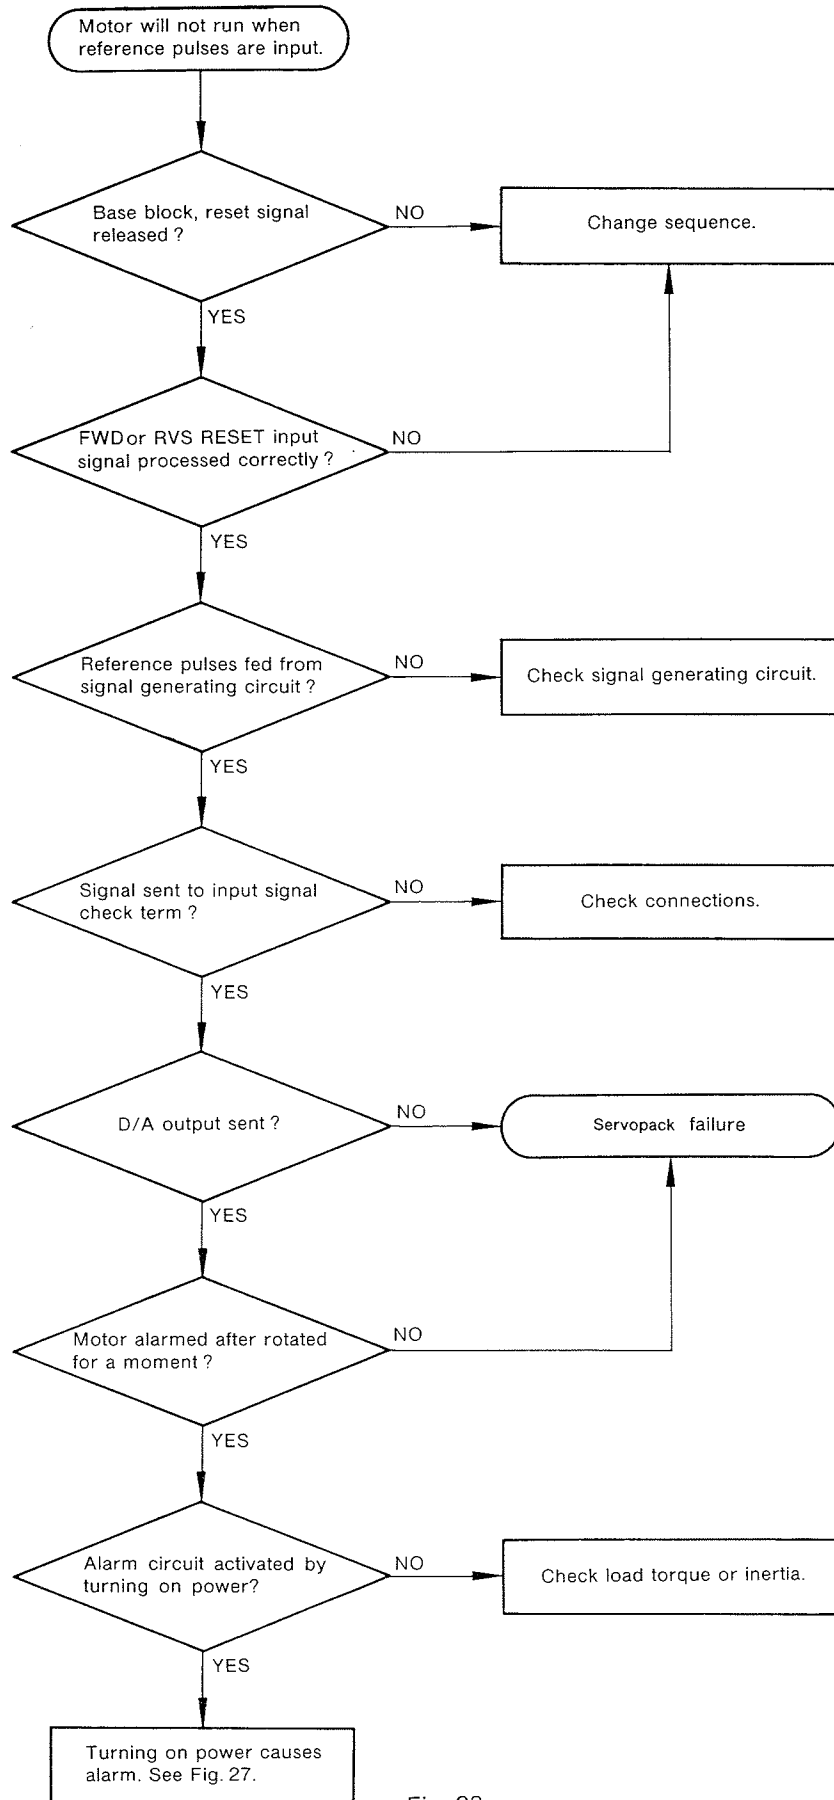 Motor will not run when
reference pulses are input.
Base block, reset signal
released?
NO
Change sequence.
YES
FWD or RVS RESET input
signal processed correctly?
NO
YES
Reference pulses fed from
signal generating circuit?
NO
Check signal generating circuit.
YES
Signal sent to input signal
check term?
NO
Check connections.
YES
D/A output sent?
NO
Servopack failure
YES
Motor alarmed after rotated
for a moment?
NO
YES
Alarm circuit activated by
turning on power?
NO
Check load torque or inertia.
YES
Turning on power causes
alarm. See Fig. 27.